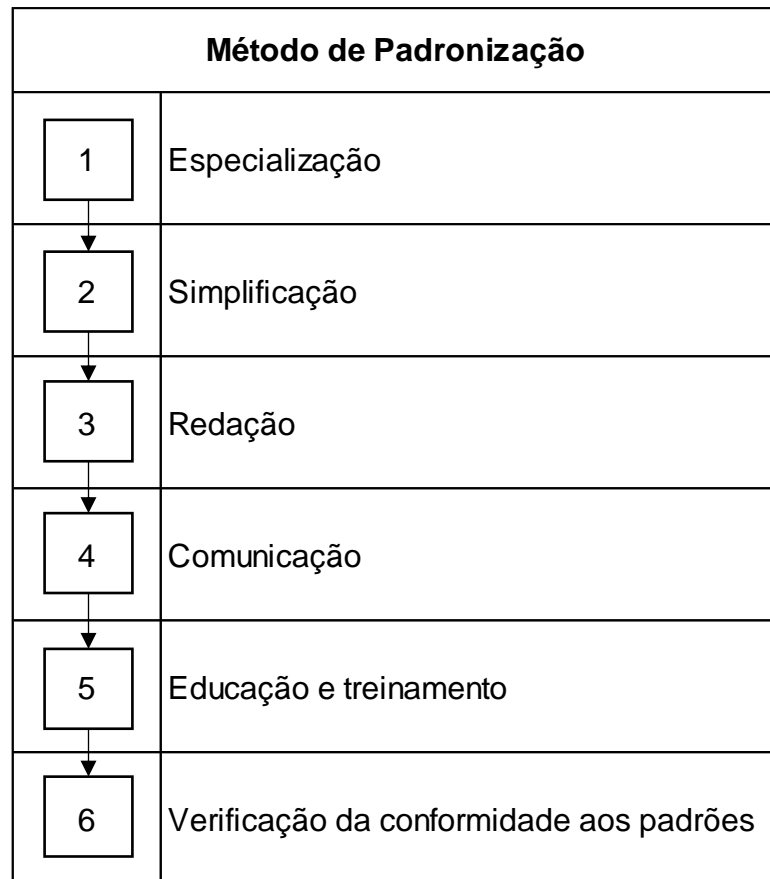 Método de Padronização
1 Especialização
2 Simplificação
3 Redação
4 Comunicação
5 Educação e treinamento
6 Verificação da conformidade aos padrões